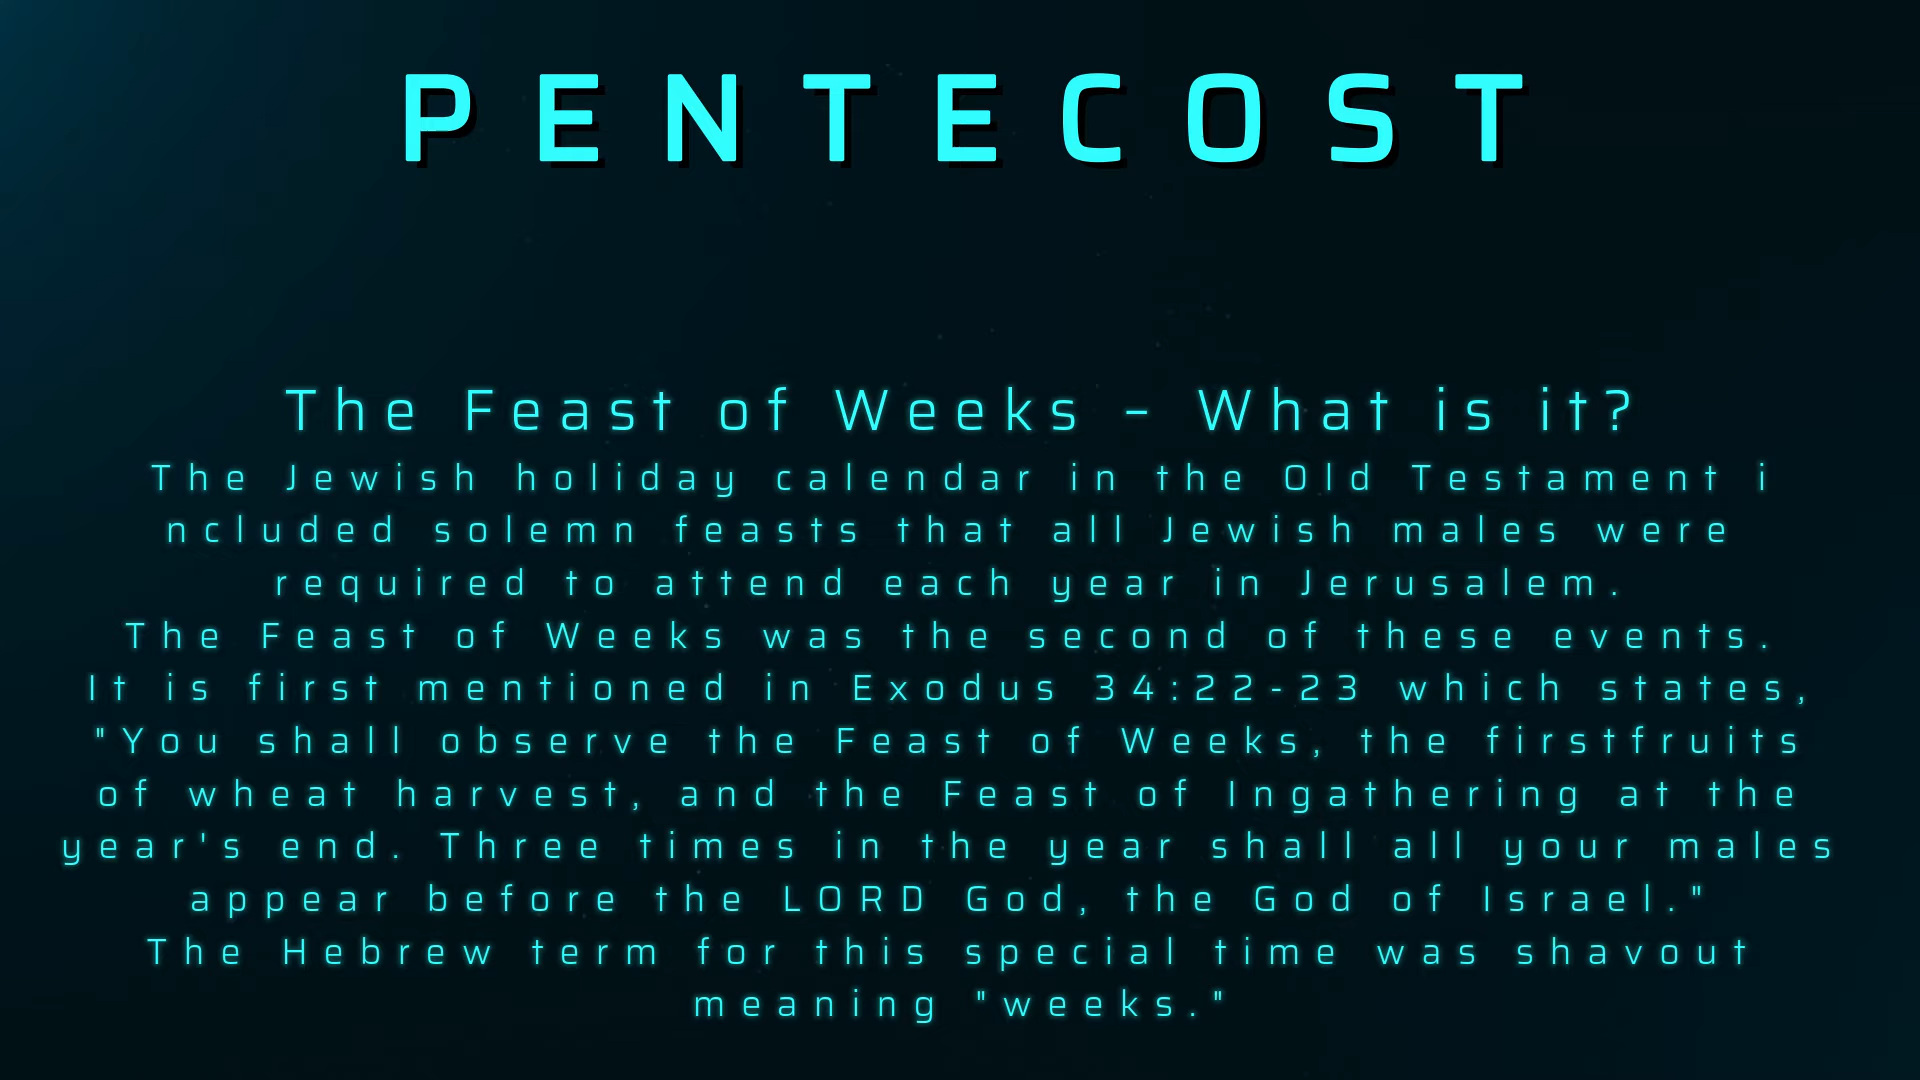 PENTECOST
The Feast of Weeks – What is it?
The Jewish holiday calendar in the Old Testament i
ncluded solemn feasts that all Jewish males were
required to attend each year in Jerusalem.
The Feast of Weeks was the second of these events.
It is first mentioned in Exodus 34:22-23 which states,
"You shall observe the Feast of Weeks, the firstfruits
of wheat harvest, and the Feast of Ingathering at the
year's end. Three times in the year shall all your males
appear before the LORD God, the God of Israel."
The Hebrew term for this special time was shavout
meaning "weeks."